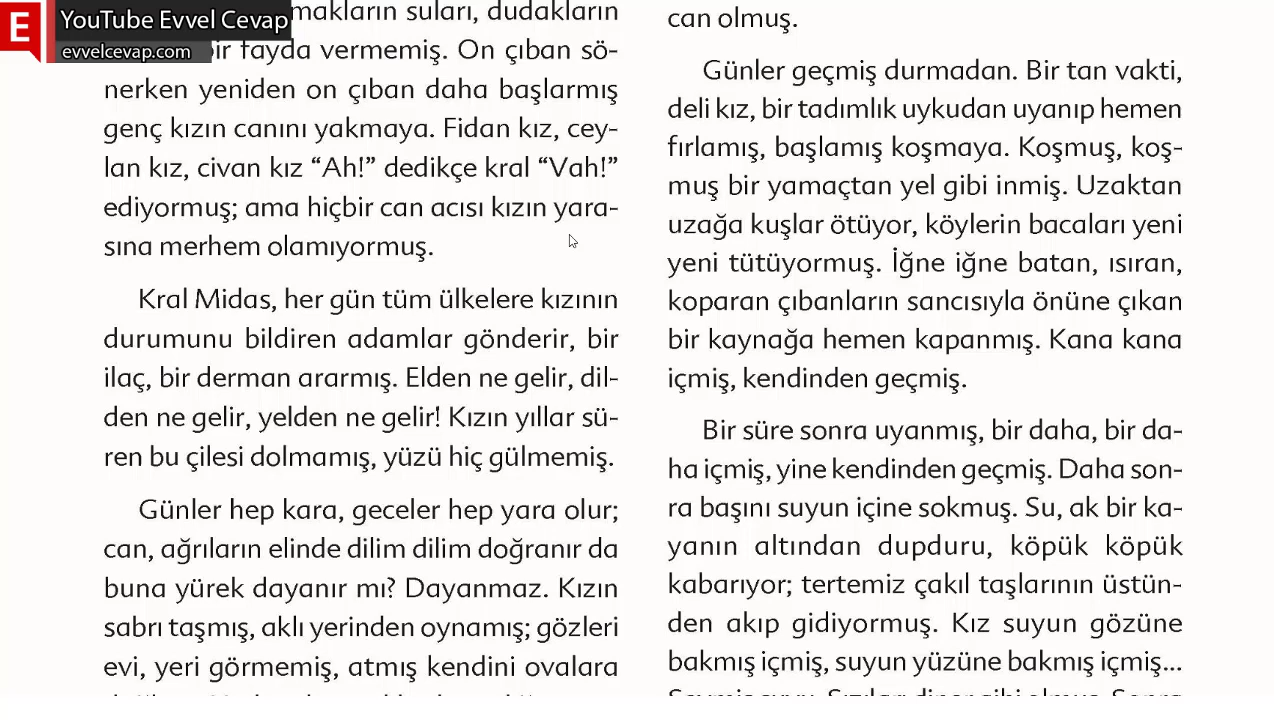 YouTube Evvel Cevap
evvelcevap.com
suları, dudakların
fayda vermemiş. On çıban sö-
nerken yeniden on çıban daha başlarmış
genç kızın canını yakmaya. Fidan kız, cey-
lan kız, civan kız “Ah!” dedikçe kral “Vah!”
ediyormuş; ama hiçbir can acısı kızın yara-
sına merhem olamıyormuş.
Kral Midas, her gün tüm ülkelere kızının
durumunu bildiren adamlar gönderir, bir
ilaç, bir derman ararmış. Elden ne gelir, dil-
den ne gelir, yelden ne gelir! Kızın yıllar sü-
ren bu çilesi dolmamış, yüzü hiç gülmemiş.
Günler hep kara, geceler hep yara olur;
can, ağrıların elinde dilim dilim doğranır da
buna yürek dayanır mı? Dayanmaz. Kızın
sabrı taşmış, aklı yerinden oynamış; gözleri
evi, yeri görmemiş, atmış kendini ovalara
can olmuş.
Günler geçmiş durmadan. Bir tan vakti,
deli kız, bir tadımlık uykudan uyanıp hemen
fırlamış, başlamış koşmaya. Koşmuş, koş-
muş bir yamaçtan yel gibi inmiş. Uzaktan
uzağa kuşlar ötüyor, köylerin bacaları yeni
yeni tütüyormuş. İğne iğne batan, ısıran,
koparan çıbanların sancısıyla önüne çıkan
bir kaynağa hemen kapanmış. Kana kana
içmiş, kendinden geçmiş.
Bir süre sonra uyanmış, bir daha, bir da-
ha içmiş, yine kendinden geçmiş. Daha son-
ra başını suyun içine sokmuş. Su, ak bir ka-
yanın altından dupduru, köpük köpük
kabarıyor; tertemiz çakıl taşlarının üstün-
den akıp gidiyormuş. Kız suyun gözüne
bakmış içmiş, suyun yüzüne bakmış içmiş...